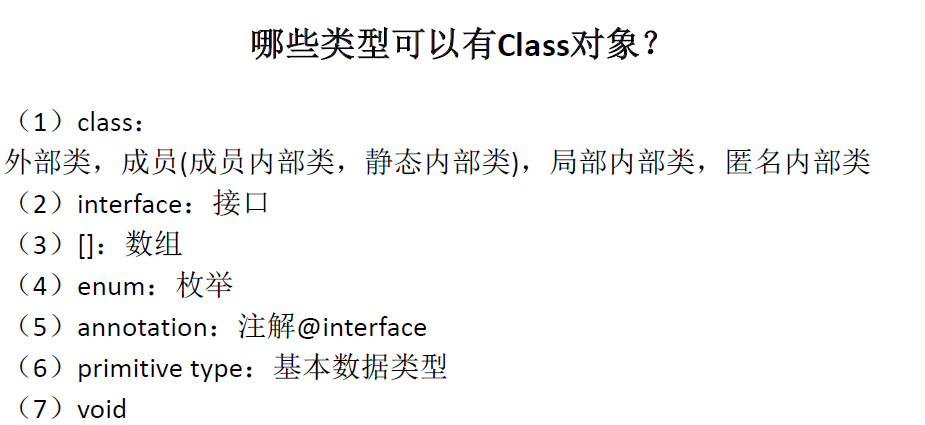 哪些类型可以有Class对象？
（1）class：
外部类，成员(成员内部类，静态内部类)，局部内部类，匿名内部类
（2）interface：接口
（3）[]：数组
（4）enum：枚举
（5）annotation：注解@interface
（6）primitive type：基本数据类型
（7）void